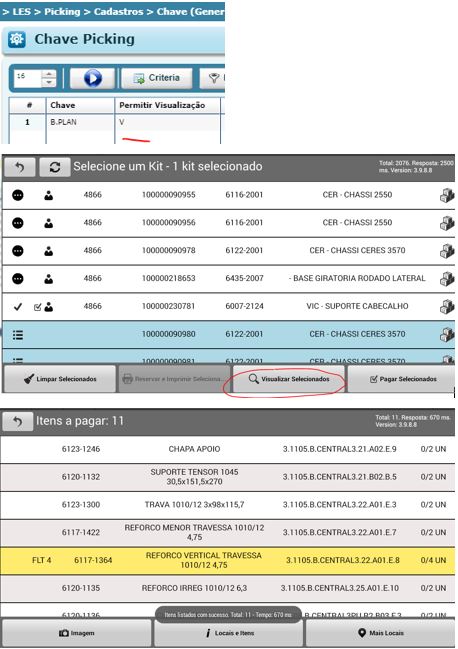 > LES > Picking > Cadastros > Chave (Gener
Chave Picking
16 Criteria
# Chave Permitir Visualização
1 B.PLAN V
Selecione um Kit - 1 kit selecionado
Total: 2076. Resposta: 2500
ms. Version: 3.9.8.8
4866 100000090955 6116-2001 CER - CHASSI 2550
4866 100000090956 6116-2001 CER - CHASSI 2550
4866 100000090978 6122-2001 CER - CHASSI CERES 3570
4866 100000218653 6435-2007 - BASE GIRATORIA RODADO LATERAL
4866 100000230781 6007-2124 VIC - SUPORTE CABECALHO
100000090980 6122-2001 CER - CHASSI CERES 3570
100000090981 6122-2001 CER - CHASSI CERES 3570
Limpar Selecionados Reservar e Imprimir Seleciona... Visualizar Selecionados Pagar Selecionados
Itens a pagar: 11
Total: 11. Resposta: 670 ms.
Version: 3.9.8.8
6123-1246 CHAPA APOIO 3.1105.B.CENTRAL3.21.A02.E.9 0/2 UN
6120-1132 SUPORTE TENSOR 1045 30,5x151,5x270 3.1105.B.CENTRAL3.21.B02.B.5 0/2 UN
6123-1300 TRAVA 1010/12 3x98x115,7 3.1105.B.CENTRAL3.22.A01.E.3 0/2 UN
6117-1422 REFORCO MENOR TRAVESSA 1010/12 4,75 3.1105.B.CENTRAL3.22.A01.E.7 0/2 UN
FLT 4 6117-1364 REFORCO VERTICAL TRAVESSA 1010/12 4,75 3.1105.B.CENTRAL3.22.A01.E.8 0/4 UN
6120-1135 REFORCO IRREG 1010/12 6,3 3.1105.B.CENTRAL3.25.A01.E.10 0/2 UN
6120-1136 0/2 UN
Itens listados com sucesso. Total: 11 - Tempo: 670 ms
Imagem Locais e Itens Mais Locais